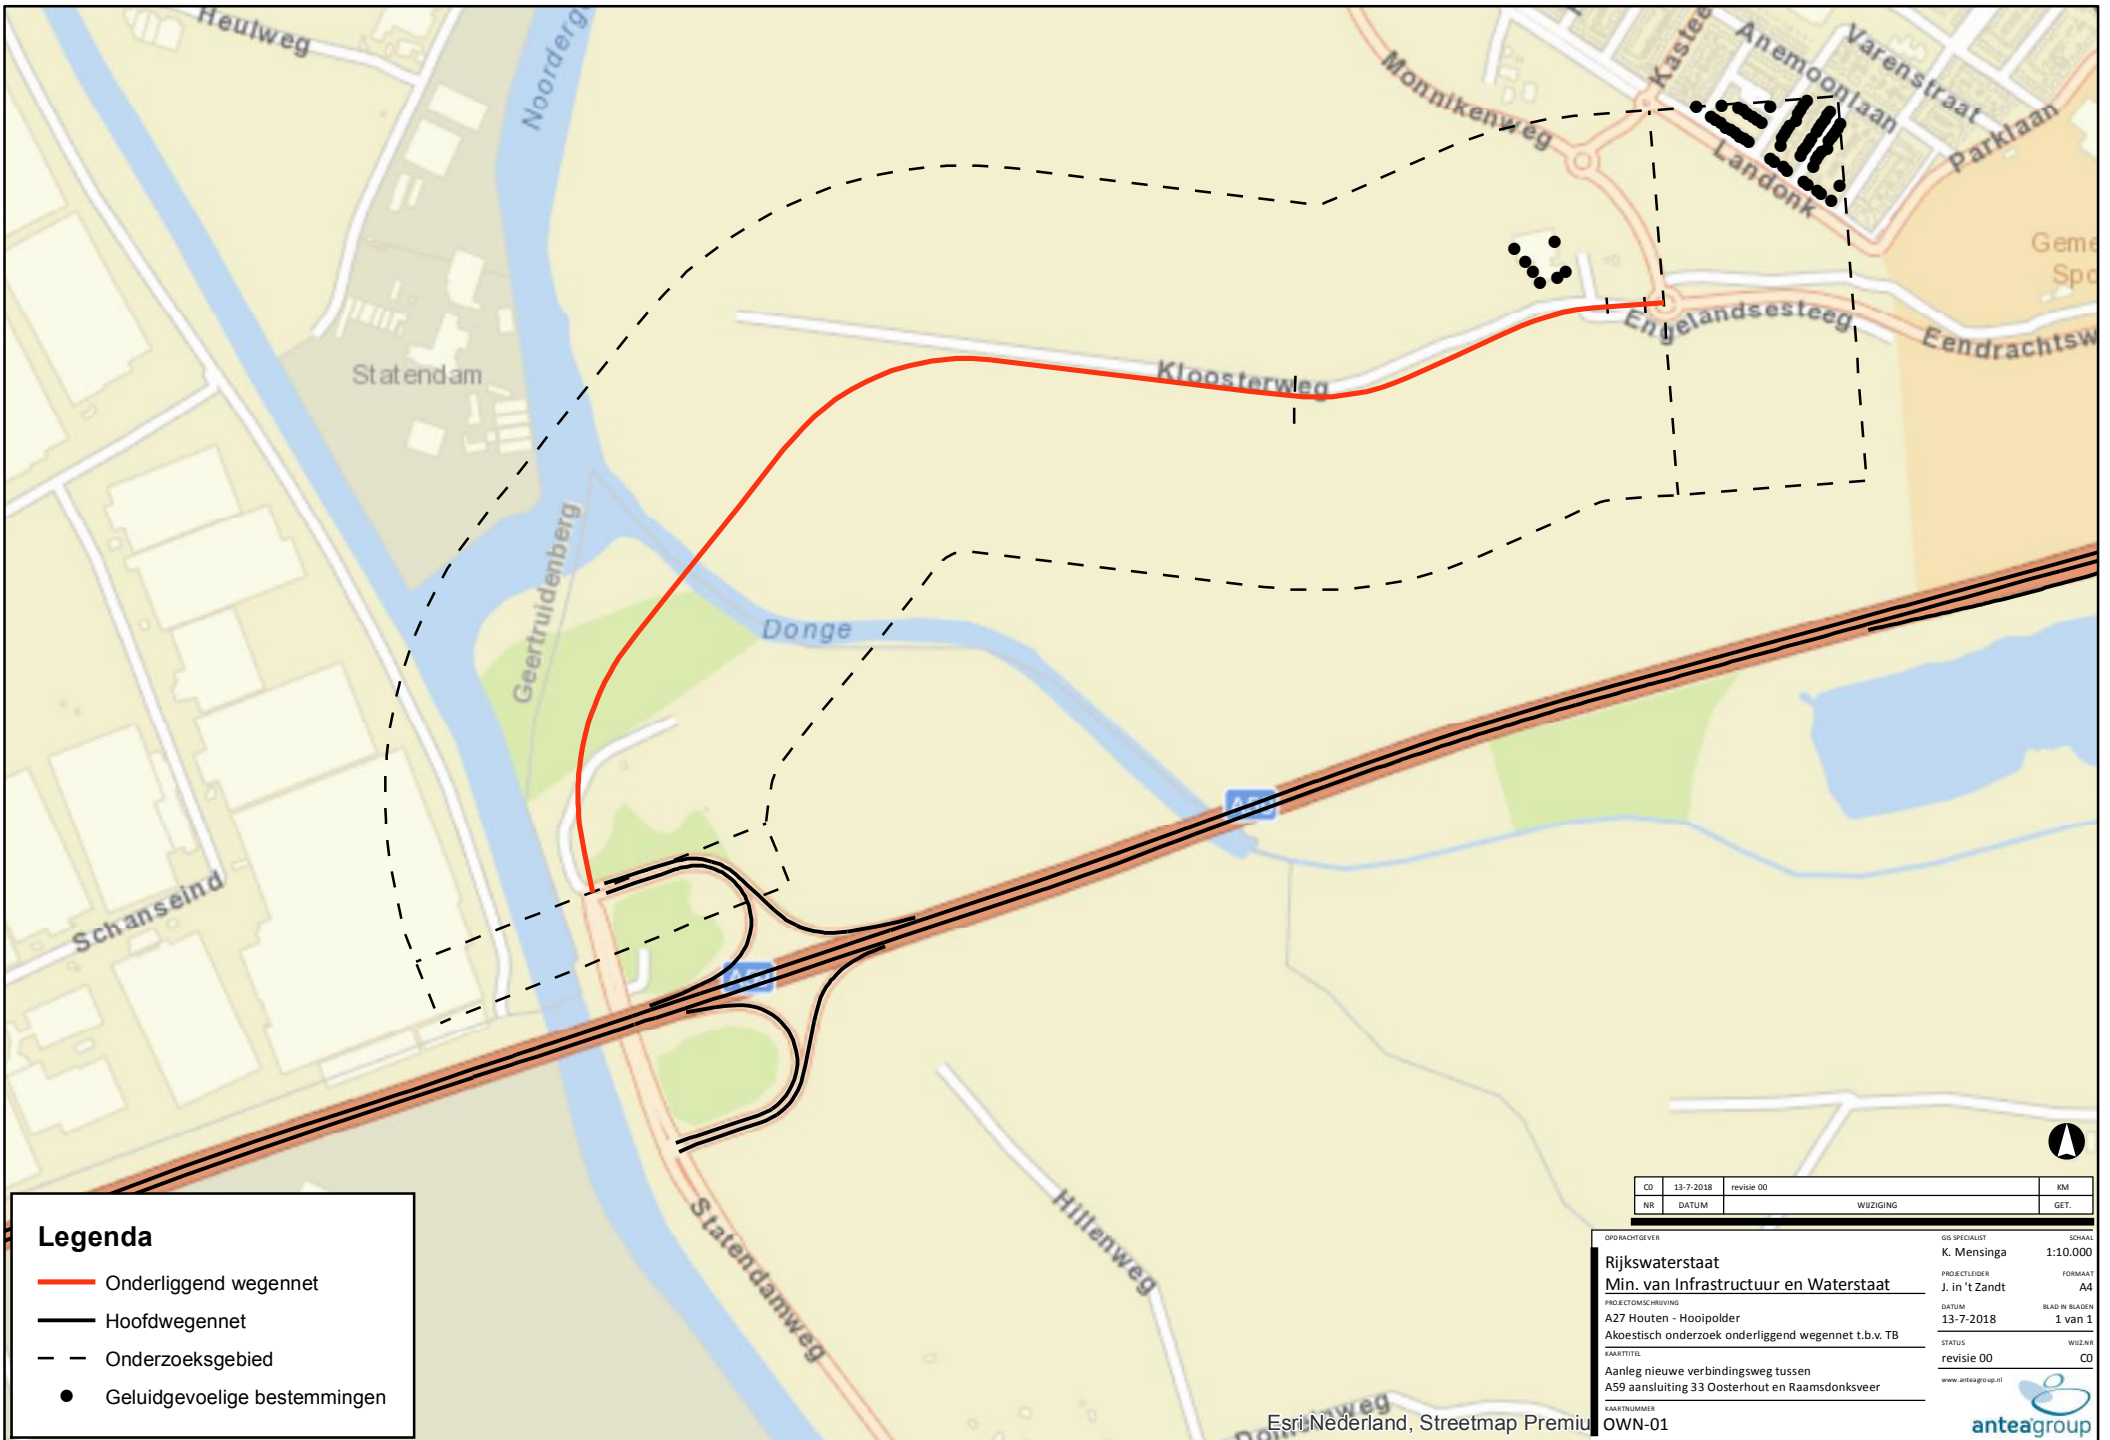 Heulweg
Noorderg
Monnikenweg
Kastee
Anemoonlaan
Varenstraat
Parklaan
Landonk
Geme
Spo
Statendam
Kloosterweg
Engelandsesteeg
Eendrachtsw
Geertruidenberg
Donge
Schanseind
Statendamweg
Hillenweg
Esri Nederland, Streetmap Premiu
Legenda
Onderliggend wegennet
Hoofdwegennet
Onderzoeksgebied
Geluidgevoelige bestemmingen
C0 13-7-2018 revisie 00 KM
NR DATUM WIJZIGING GET.
OPDRACHTGEVER
Rijkswaterstaat
Min. van Infrastructuur en Waterstaat
PROJECTOMSCHRIJVING
A27 Houten - Hooipolder
Akoestisch onderzoek onderliggend wegennet t.b.v. TB
KAARTTITEL
Aanleg nieuwe verbindingsweg tussen
A59 aansluiting 33 Oosterhout en Raamsdonksveer
KAARTNUMMER
OWN-01
GIS SPECIALIST SCHAAL
K. Mensinga 1:10.000
PROJECTLEIDER FORMAAT
J. in 't Zandt A4
DATUM BLAD IN BLADEN
13-7-2018 1 van 1
STATUS WIJZ.NR
revisie 00 C0
www.anteagroup.nl
anteagroup